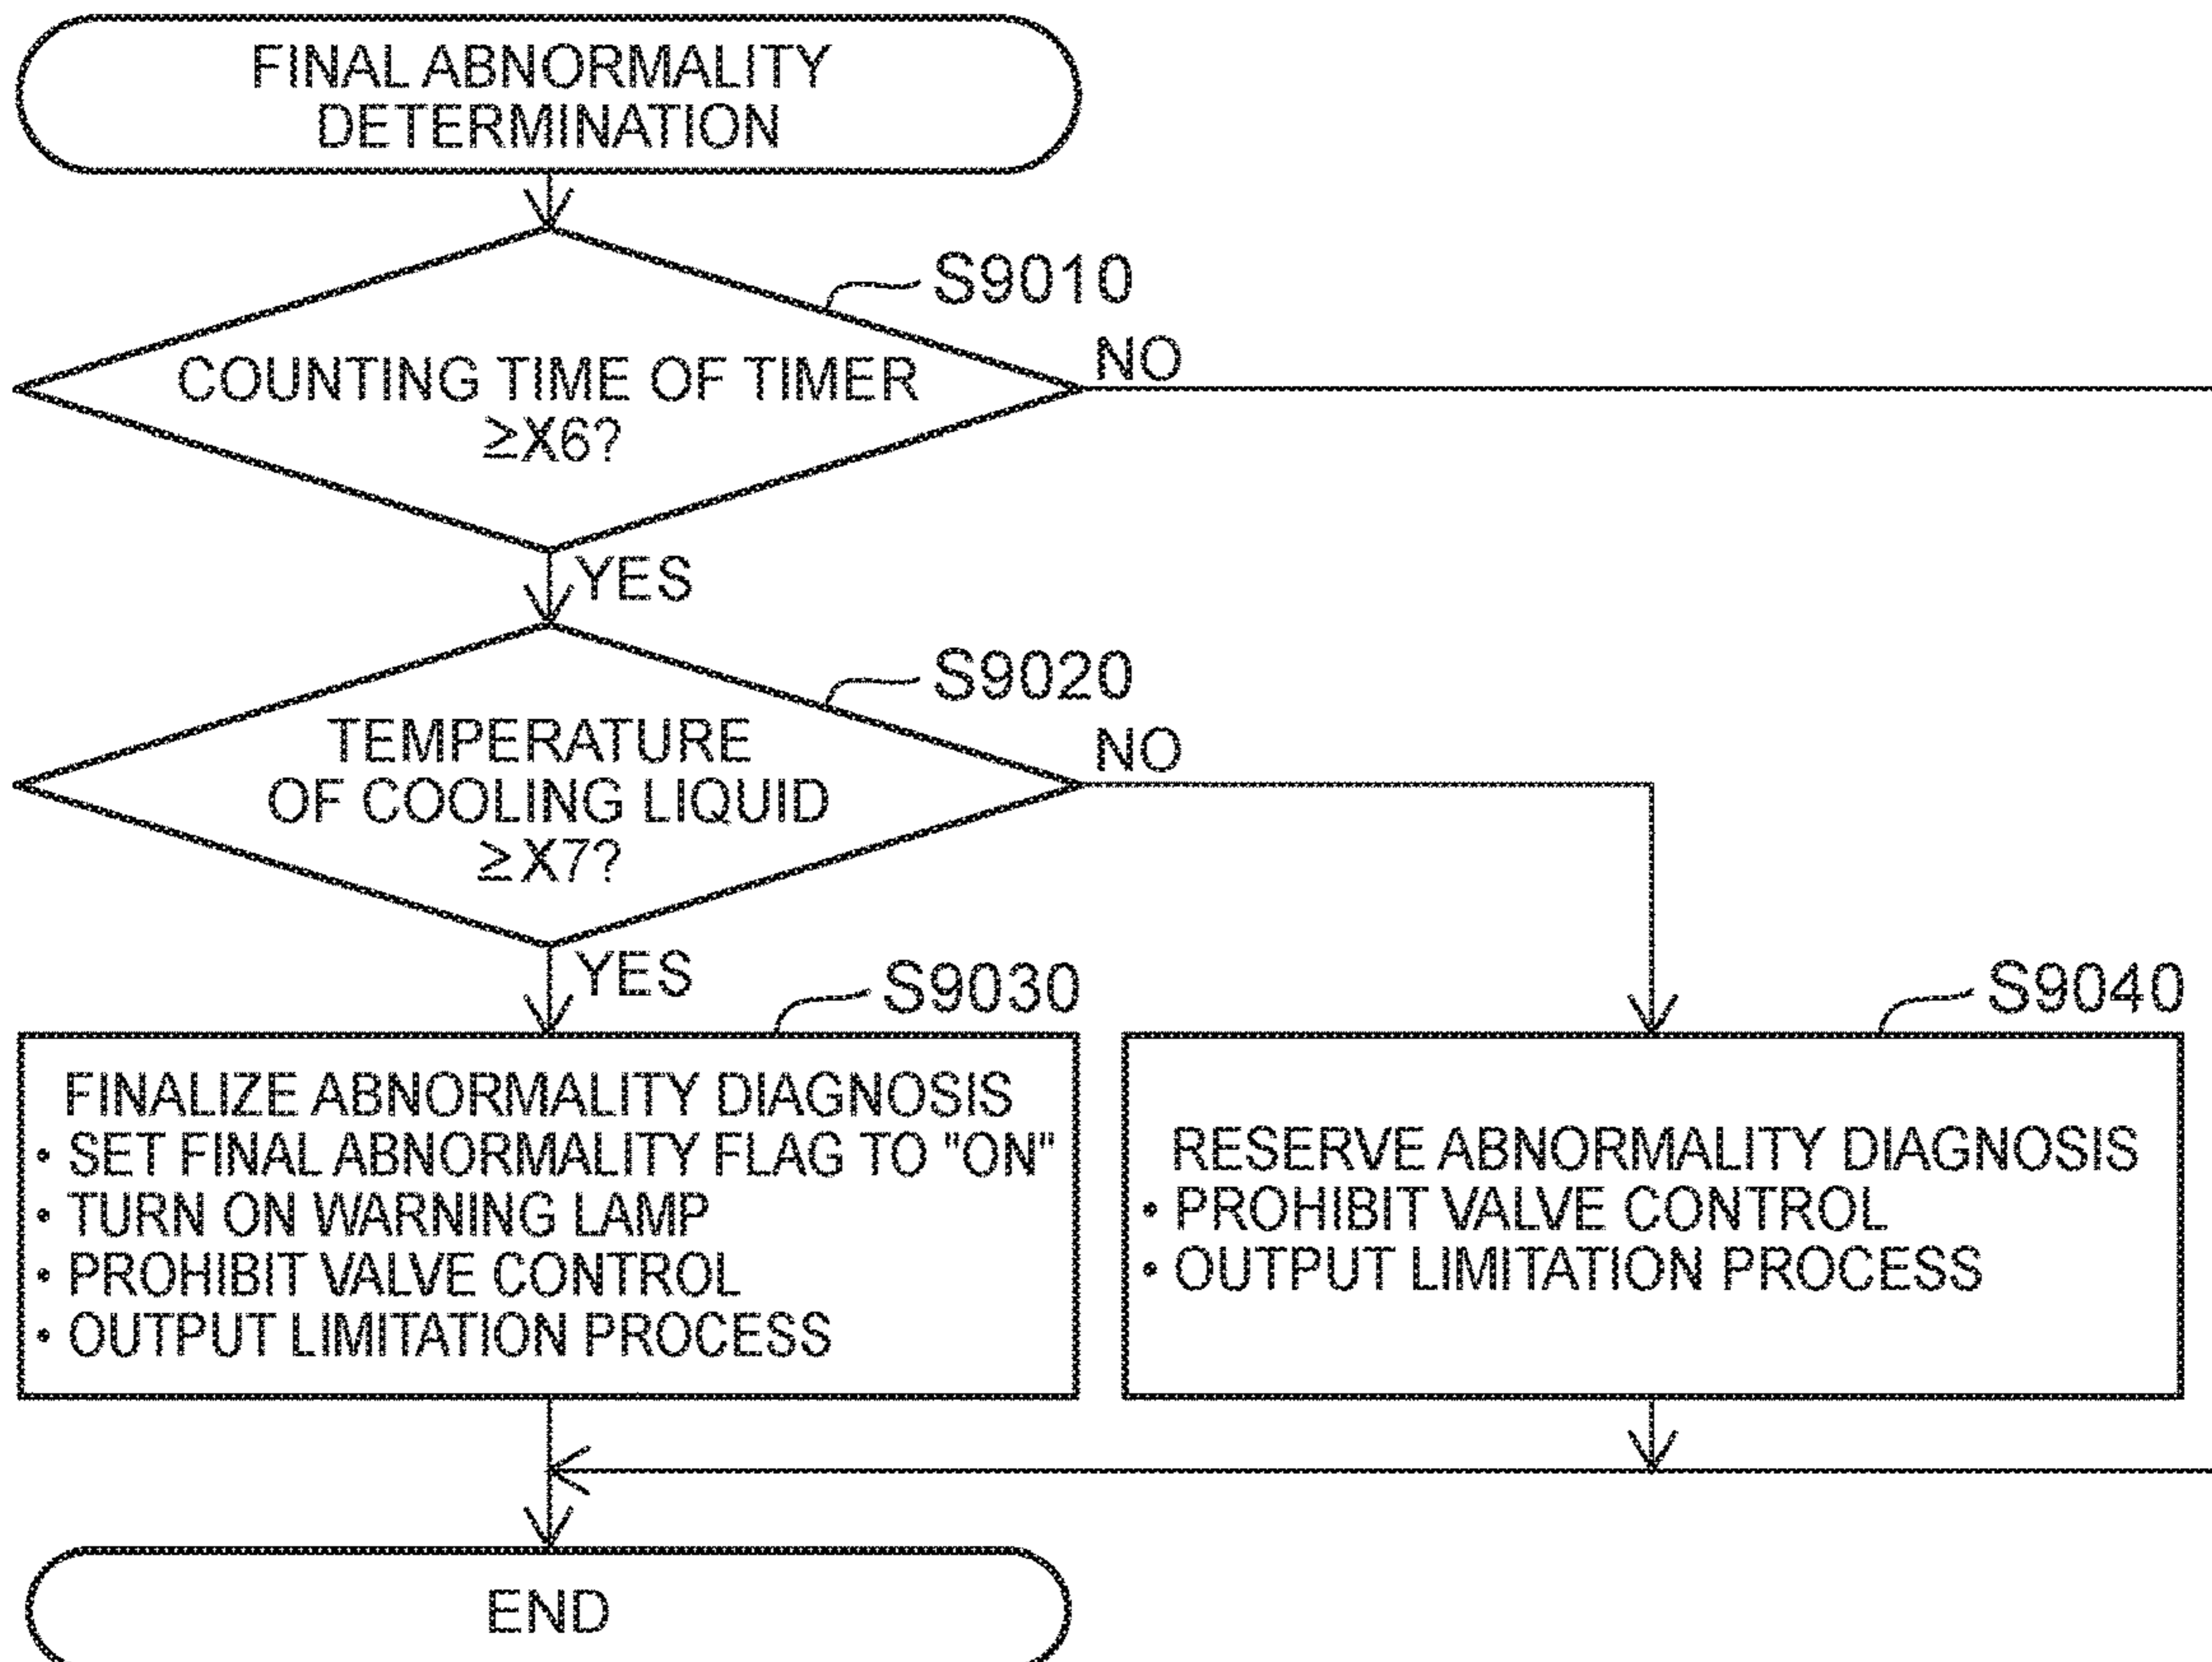 FINAL ABNORMALITY
DETERMINATION
S9010
COUNTING TIME OF TIMER
≥X6?
NO
YES
S9020
TEMPERATURE
OF COOLING LIQUID
≥X7?
NO
YES
S9030
FINALIZE ABNORMALITY DIAGNOSIS
• SET FINAL ABNORMALITY FLAG TO "ON"
• TURN ON WARNING LAMP
• PROHIBIT VALVE CONTROL
• OUTPUT LIMITATION PROCESS
S9040
RESERVE ABNORMALITY DIAGNOSIS
• PROHIBIT VALVE CONTROL
• OUTPUT LIMITATION PROCESS
END